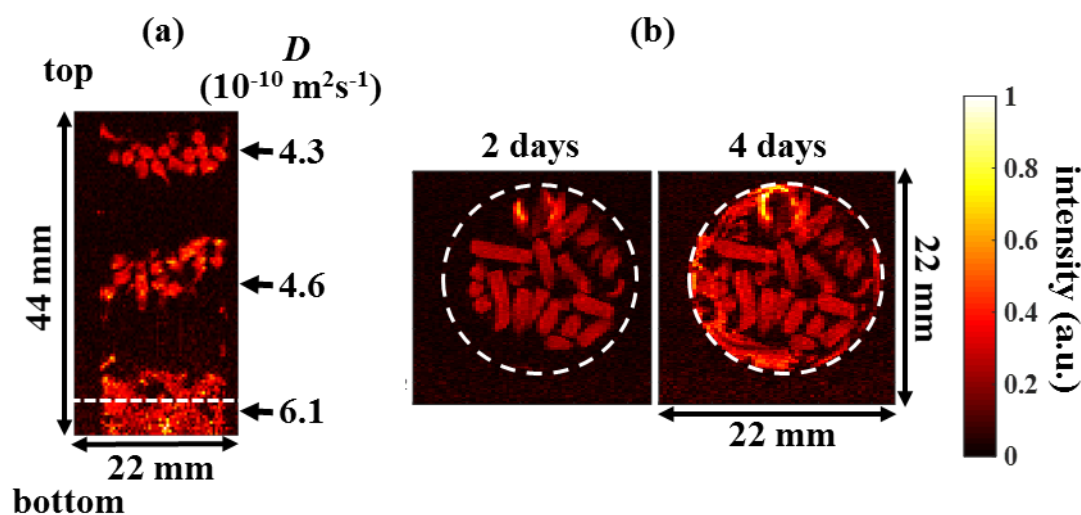 (a)
(b)
D
(10⁻¹⁰ m²s⁻¹)
top
4.3
4.6
6.1
44 mm
22 mm
bottom
2 days
4 days
22 mm
22 mm
1
0.8
0.6
0.4
0.2
0
intensity (a.u.)